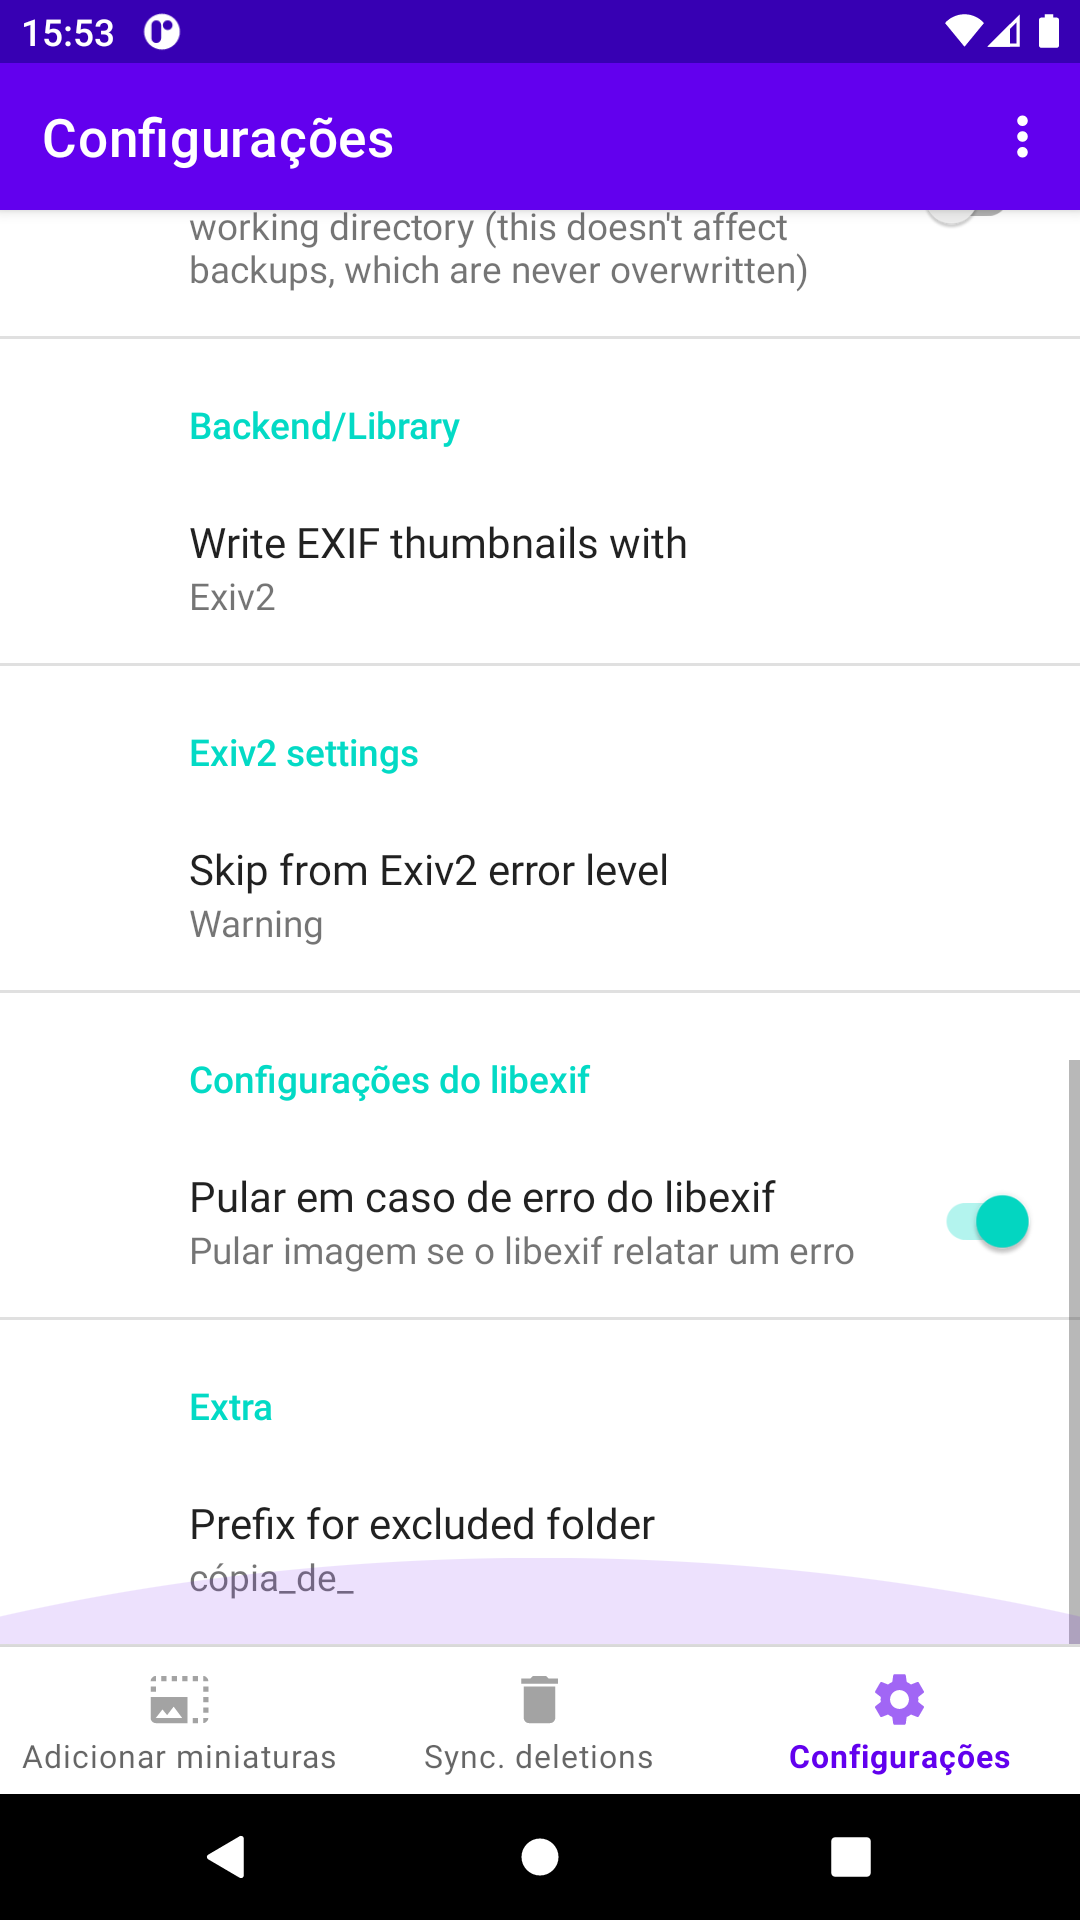 15:53
Configurações
working directory (this doesn't affect
backups, which are never overwritten)
Backend/Library
Write EXIF thumbnails with
Exiv2
Exiv2 settings
Skip from Exiv2 error level
Warning
Configurações do libexif
Pular em caso de erro do libexif
Pular imagem se o libexif relatar um erro
Extra
Prefix for excluded folder
cópia_de_
Adicionar miniaturas
Sync. deletions
Configurações